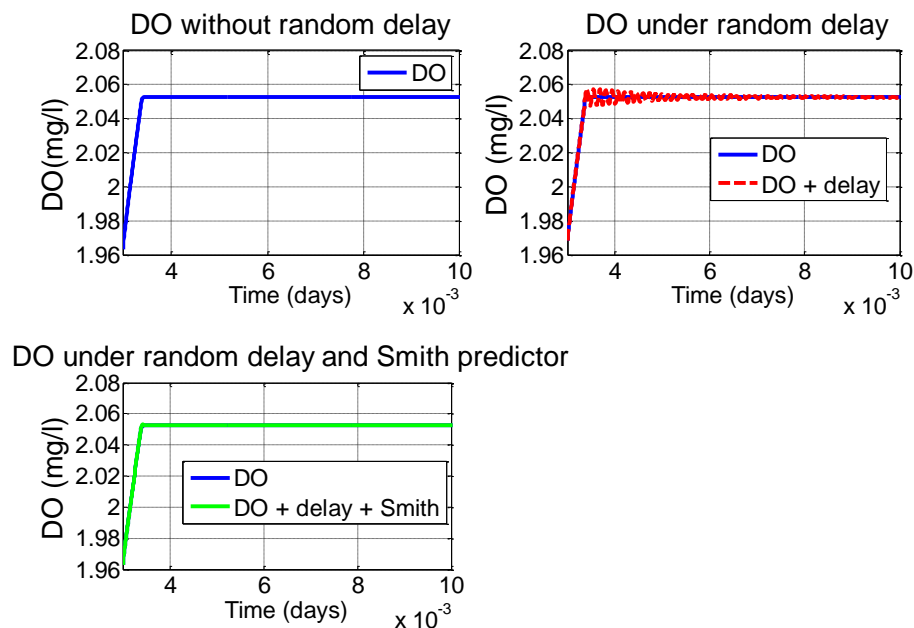 DO without random delay
2.08
2.06
2.04
2.02
2
1.98
1.96
DO(mg/l)
DO
4 6 8 10
Time (days)
x 10-3
DO under random delay
2.08
2.06
2.04
2.02
2
1.98
1.96
DO (mg/l)
DO
DO + delay
4 6 8 10
Time (days)
x 10-3
DO under random delay and Smith predictor
2.08
2.06
2.04
2.02
2
1.98
1.96
DO (mg/l)
DO
DO + delay + Smith
4 6 8 10
Time (days)
x 10-3